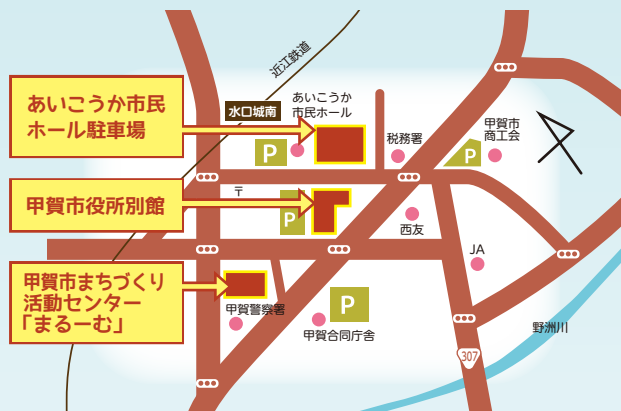 近江鉄道
あいこうか市民
ホール駐車場
水口城南
あいこうか
市民ホール
P
税務署
甲賀市
商工会
P
〒
甲賀市役所別館
P
西友
JA
甲賀市まちづくり
活動センター
「まるーむ」
甲賀警察署
P
甲賀合同庁舎
野洲川
307